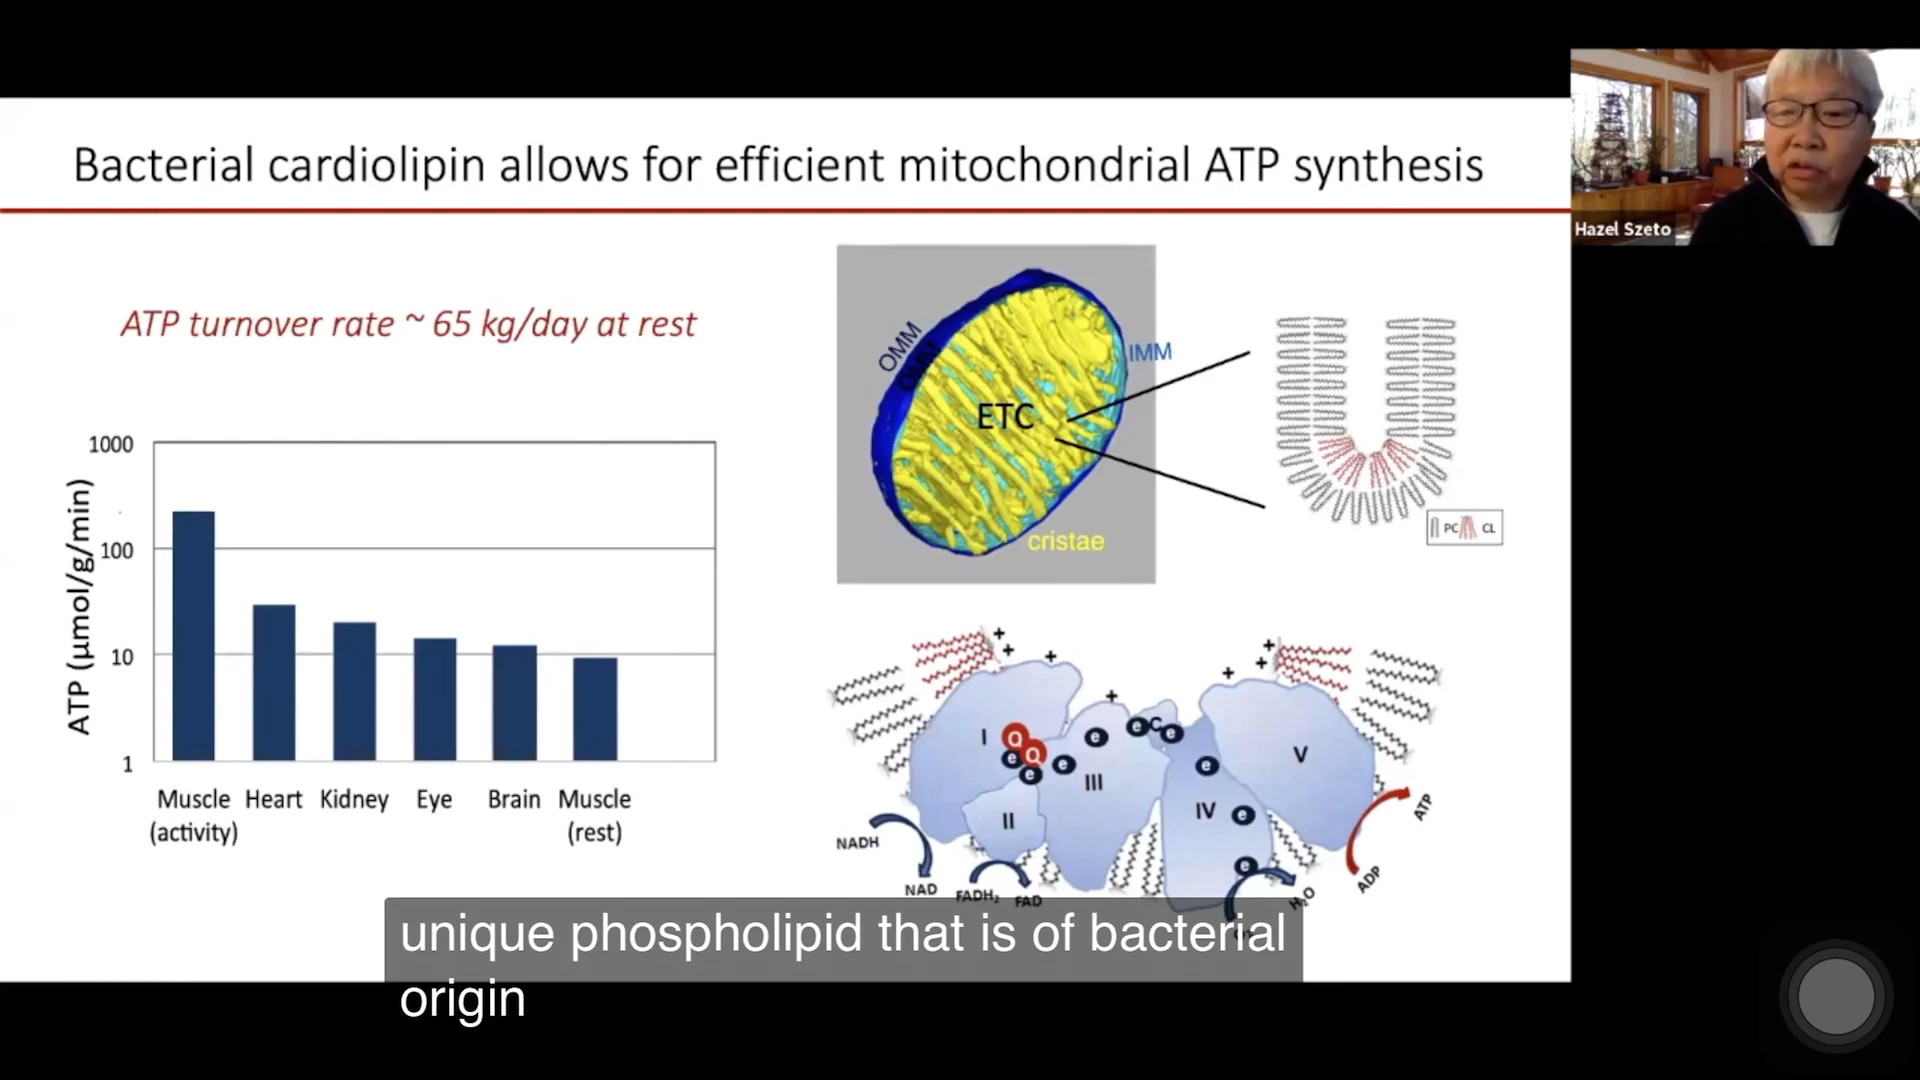 Bacterial cardiolipin allows for efficient mitochondrial ATP synthesis
Hazel Szeto
ATP turnover rate ~ 65 kg/day at rest
OMM
OMM
IMM
ETC
cristae
PC CL
ATP (µmol/g/min)
1000
100
10
1
Muscle (activity)
Heart
Kidney
Eye
Brain
Muscle (rest)
+
+
+
+
+
+
+
I
Q
Q
e
e
e
e
e
C
e
e
e
e
II
III
IV
V
NADH
NAD
FADH₂
FAD
H₂O
ADP
ATP
unique phospholipid that is of bacterial
origin